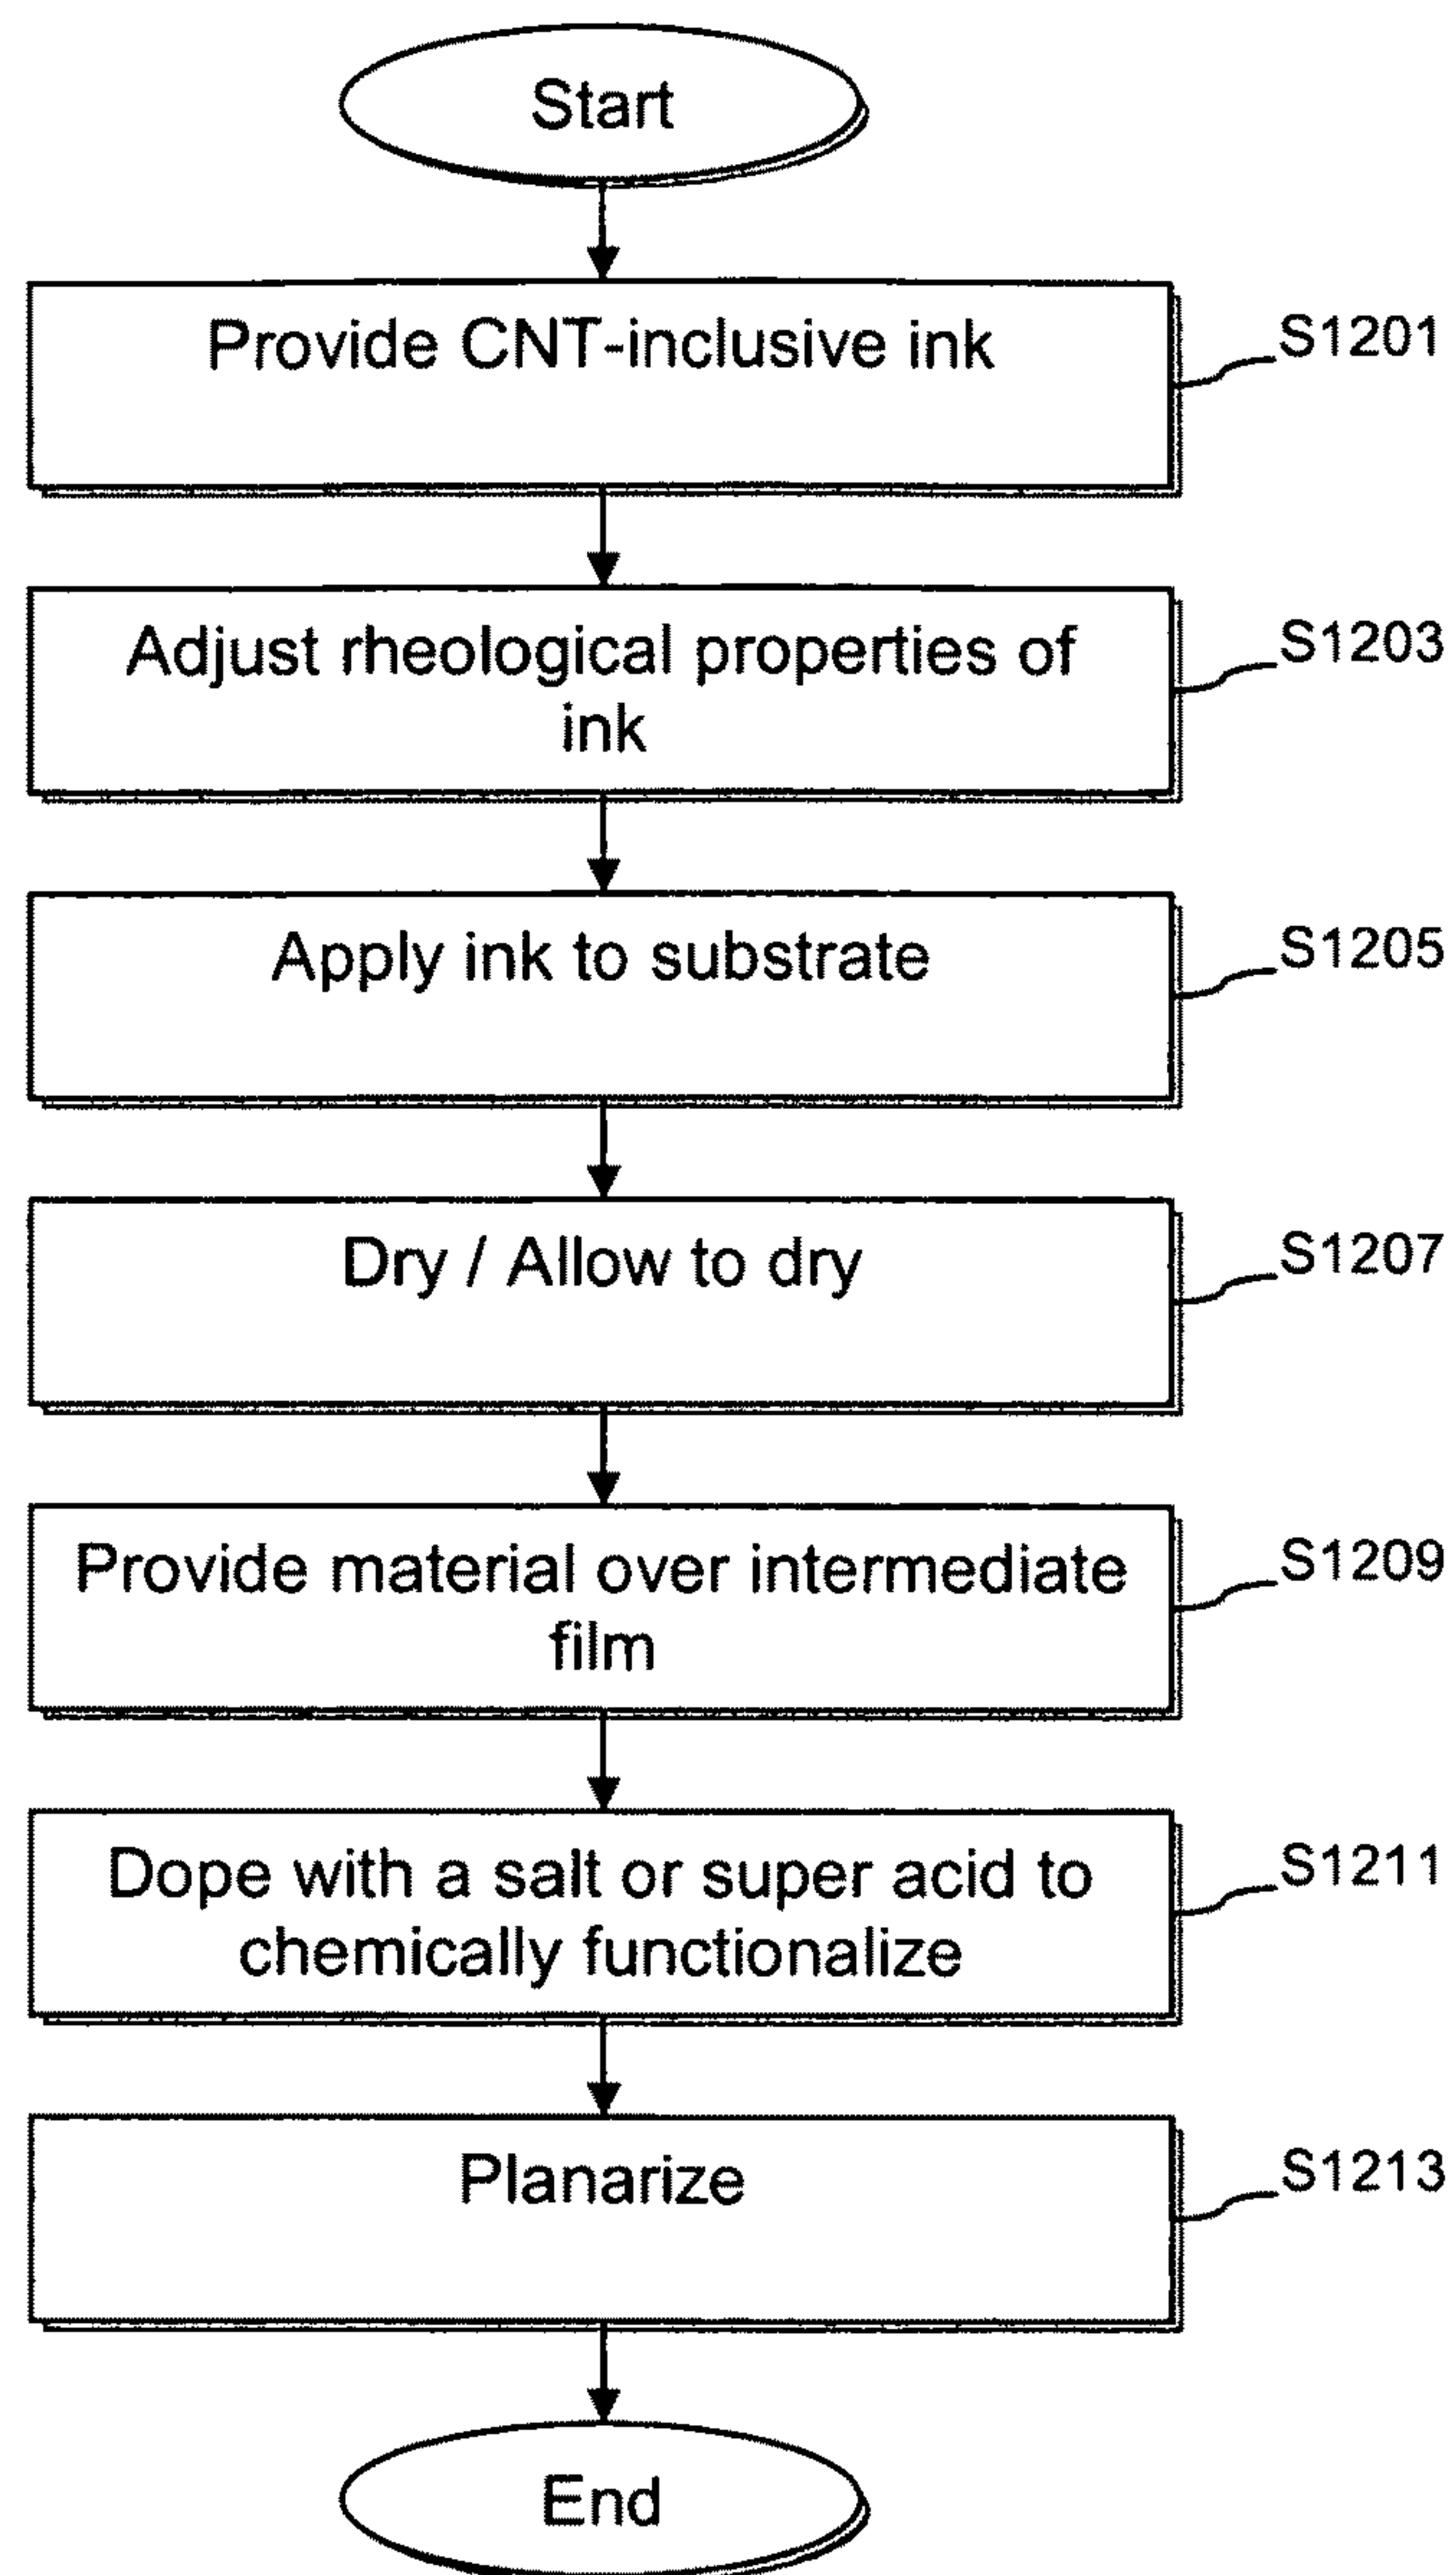 Start
Provide CNT-inclusive ink
S1201
Adjust rheological properties of
ink
S1203
Apply ink to substrate
S1205
Dry / Allow to dry
S1207
Provide material over intermediate
film
S1209
Dope with a salt or super acid to
chemically functionalize
S1211
Planarize
S1213
End